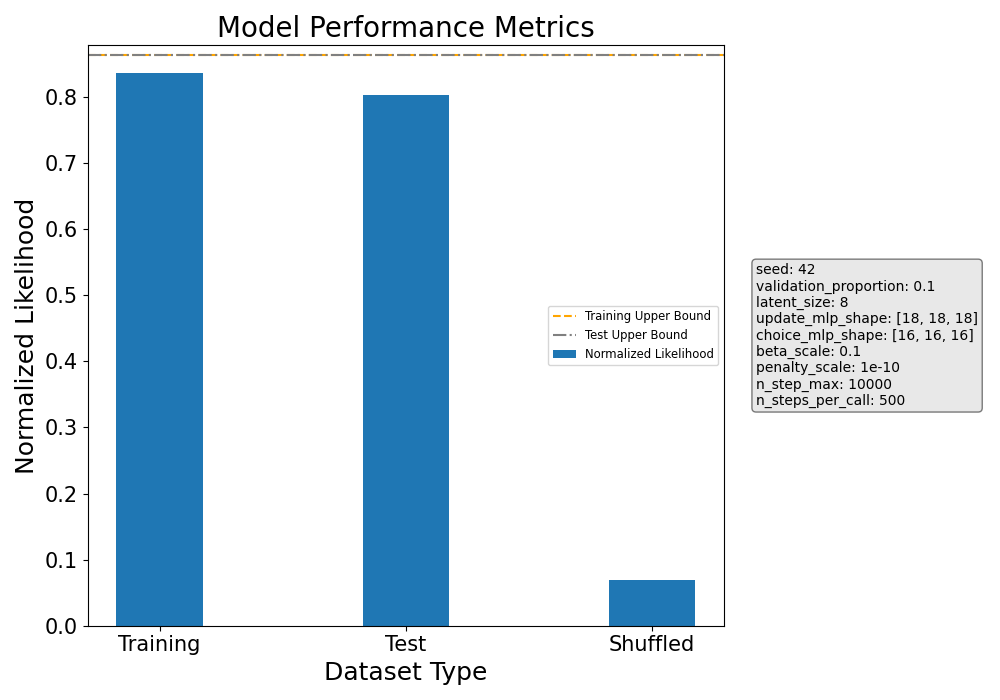 Model Performance Metrics
Normalized Likelihood
0.8
0.7
0.6
0.5
0.4
0.3
0.2
0.1
0.0
Training Upper Bound
Test Upper Bound
Normalized Likelihood
seed: 42
validation_proportion: 0.1
latent_size: 8
update_mlp_shape: [18, 18, 18]
choice_mlp_shape: [16, 16, 16]
beta_scale: 0.1
penalty_scale: 1e-10
n_step_max: 10000
n_steps_per_call: 500
Training Test Shuffled
Dataset Type